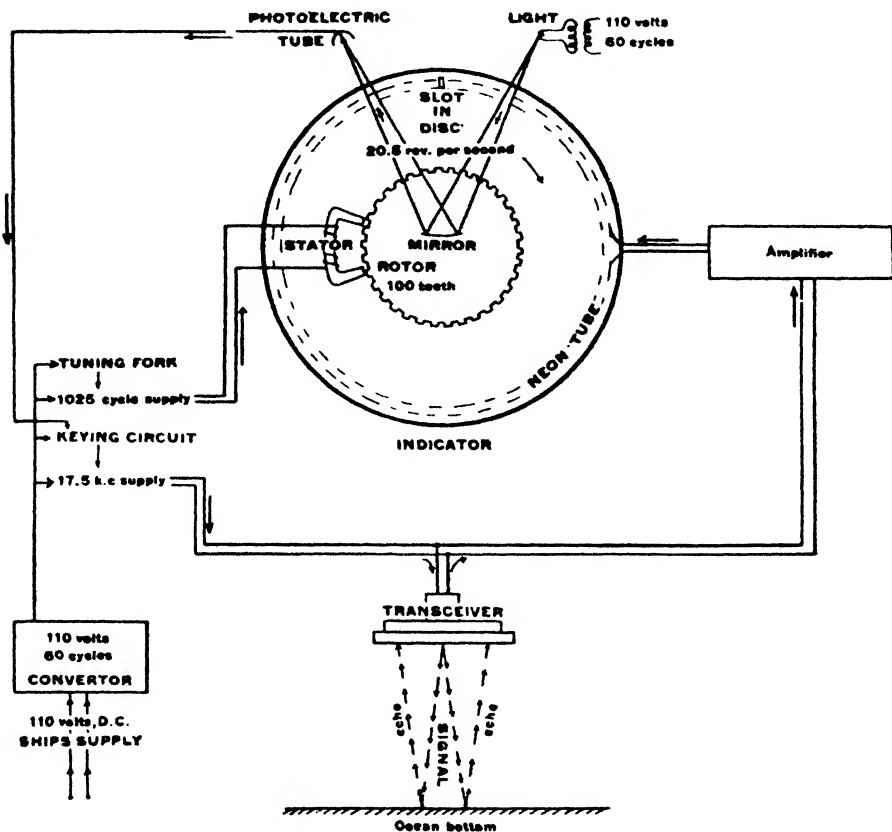 PHOTOELECTRIC
TUBE
LIGHT
110 volts
60 cycles
SLOT
IN
DISC
20.5 rev. per second
STATOR
MIRROR
ROTOR
100 teeth
NEON TUBE
Amplifier
TUNING FORK
1025 cycle supply
KEYING CIRCUIT
17.5 k.c supply
INDICATOR
TRANSCEIVER
110 volts
60 cycles
CONVERTOR
110 volts, D.C.
SHIPS SUPPLY
echo
SIGNAL
echo
Ocean bottom